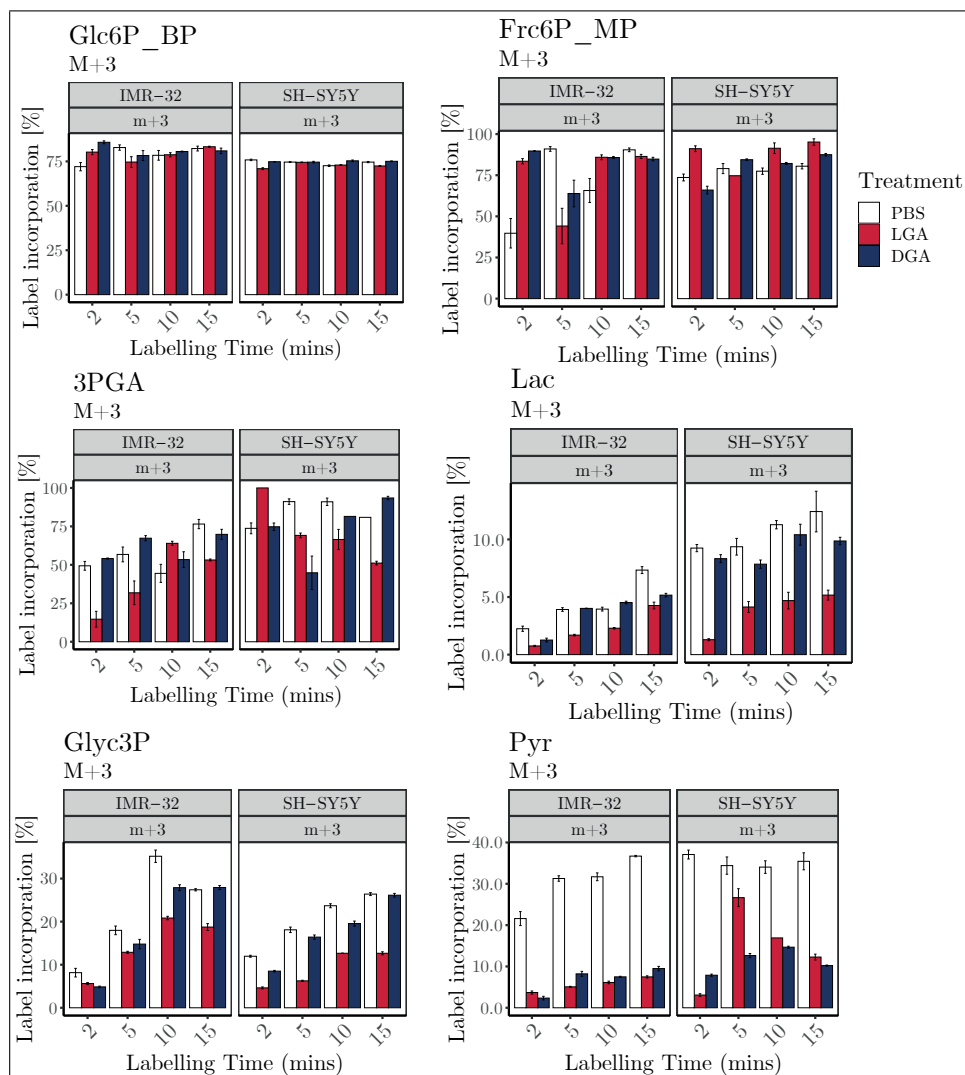 Glc6P_BP
M+3
IMR−32
SH−SY5Y
m+3
m+3
Label incorporation [%]
75
50
25
0
2
5
10
15
2
5
10
15
Labelling Time (mins)
Frc6P_MP
M+3
IMR−32
SH−SY5Y
m+3
m+3
Label incorporation [%]
100
75
50
25
0
2
5
10
15
2
5
10
15
Labelling Time (mins)
Treatment
PBS
LGA
DGA
3PGA
M+3
IMR−32
SH−SY5Y
m+3
m+3
Label incorporation [%]
100
75
50
25
0
2
5
10
15
2
5
10
15
Labelling Time (mins)
Lac
M+3
IMR−32
SH−SY5Y
m+3
m+3
Label incorporation [%]
10.0
5.0
0.0
2
5
10
15
2
5
10
15
Labelling Time (mins)
Glyc3P
M+3
IMR−32
SH−SY5Y
m+3
m+3
Label incorporation [%]
30
20
10
0
2
5
10
15
2
5
10
15
Labelling Time (mins)
Pyr
M+3
IMR−32
SH−SY5Y
m+3
m+3
Label incorporation [%]
40.0
30.0
20.0
10.0
0.0
2
5
10
15
2
5
10
15
Labelling Time (mins)